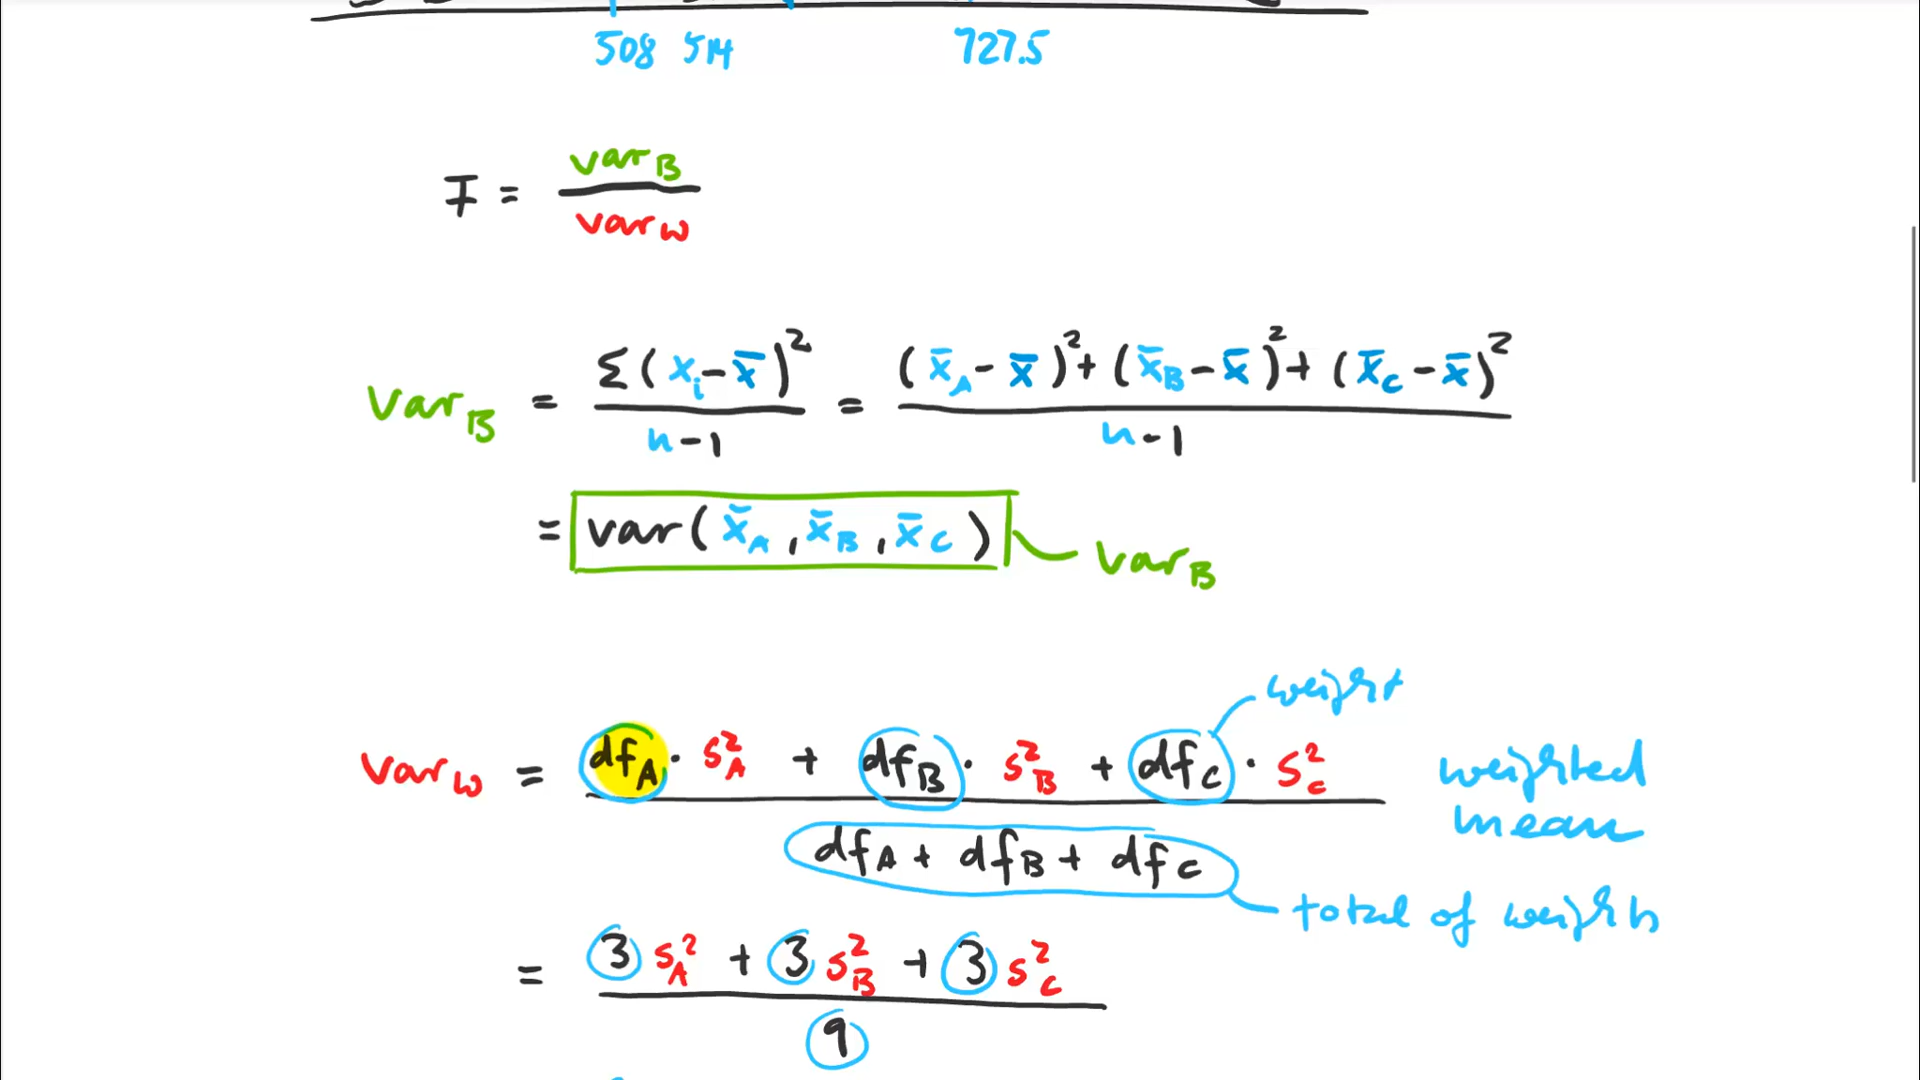 508 514 727.5
F = var_B / var_W
var_B = Σ(x_i - x̄)² / n-1 = (x̄_A - x̄)² + (x̄_B - x̄)² + (x̄_C - x̄)² / n-1
= var(x̄_A, x̄_B, x̄_C) var_B
weight
var_W = df_A · s²_A + df_B · s²_B + df_C · s²_C / df_A + df_B + df_C
weighted
mean
total of weights
= 3 s²_A + 3 s²_B + 3 s²_C / 9